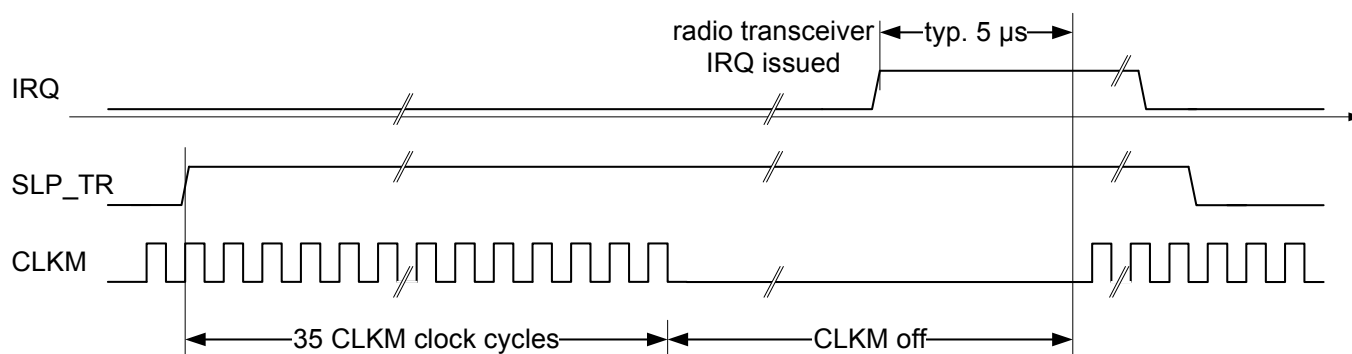 radio transceiver
IRQ issued
typ. 5 µs
IRQ
SLP_TR
CLKM
35 CLKM clock cycles
CLKM off